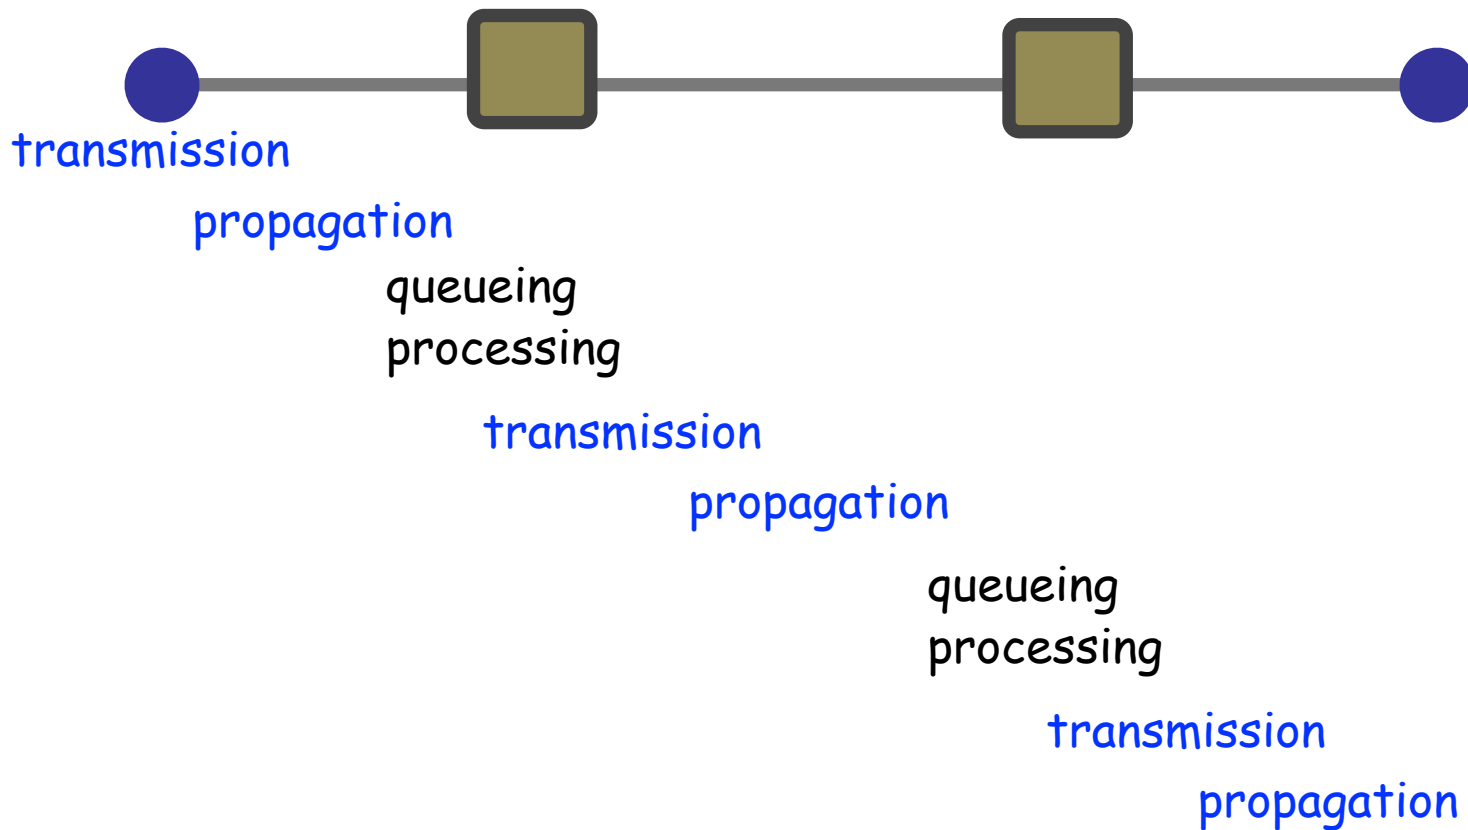 transmission
propagation
queueing
processing
transmission
propagation
queueing
processing
transmission
propagation